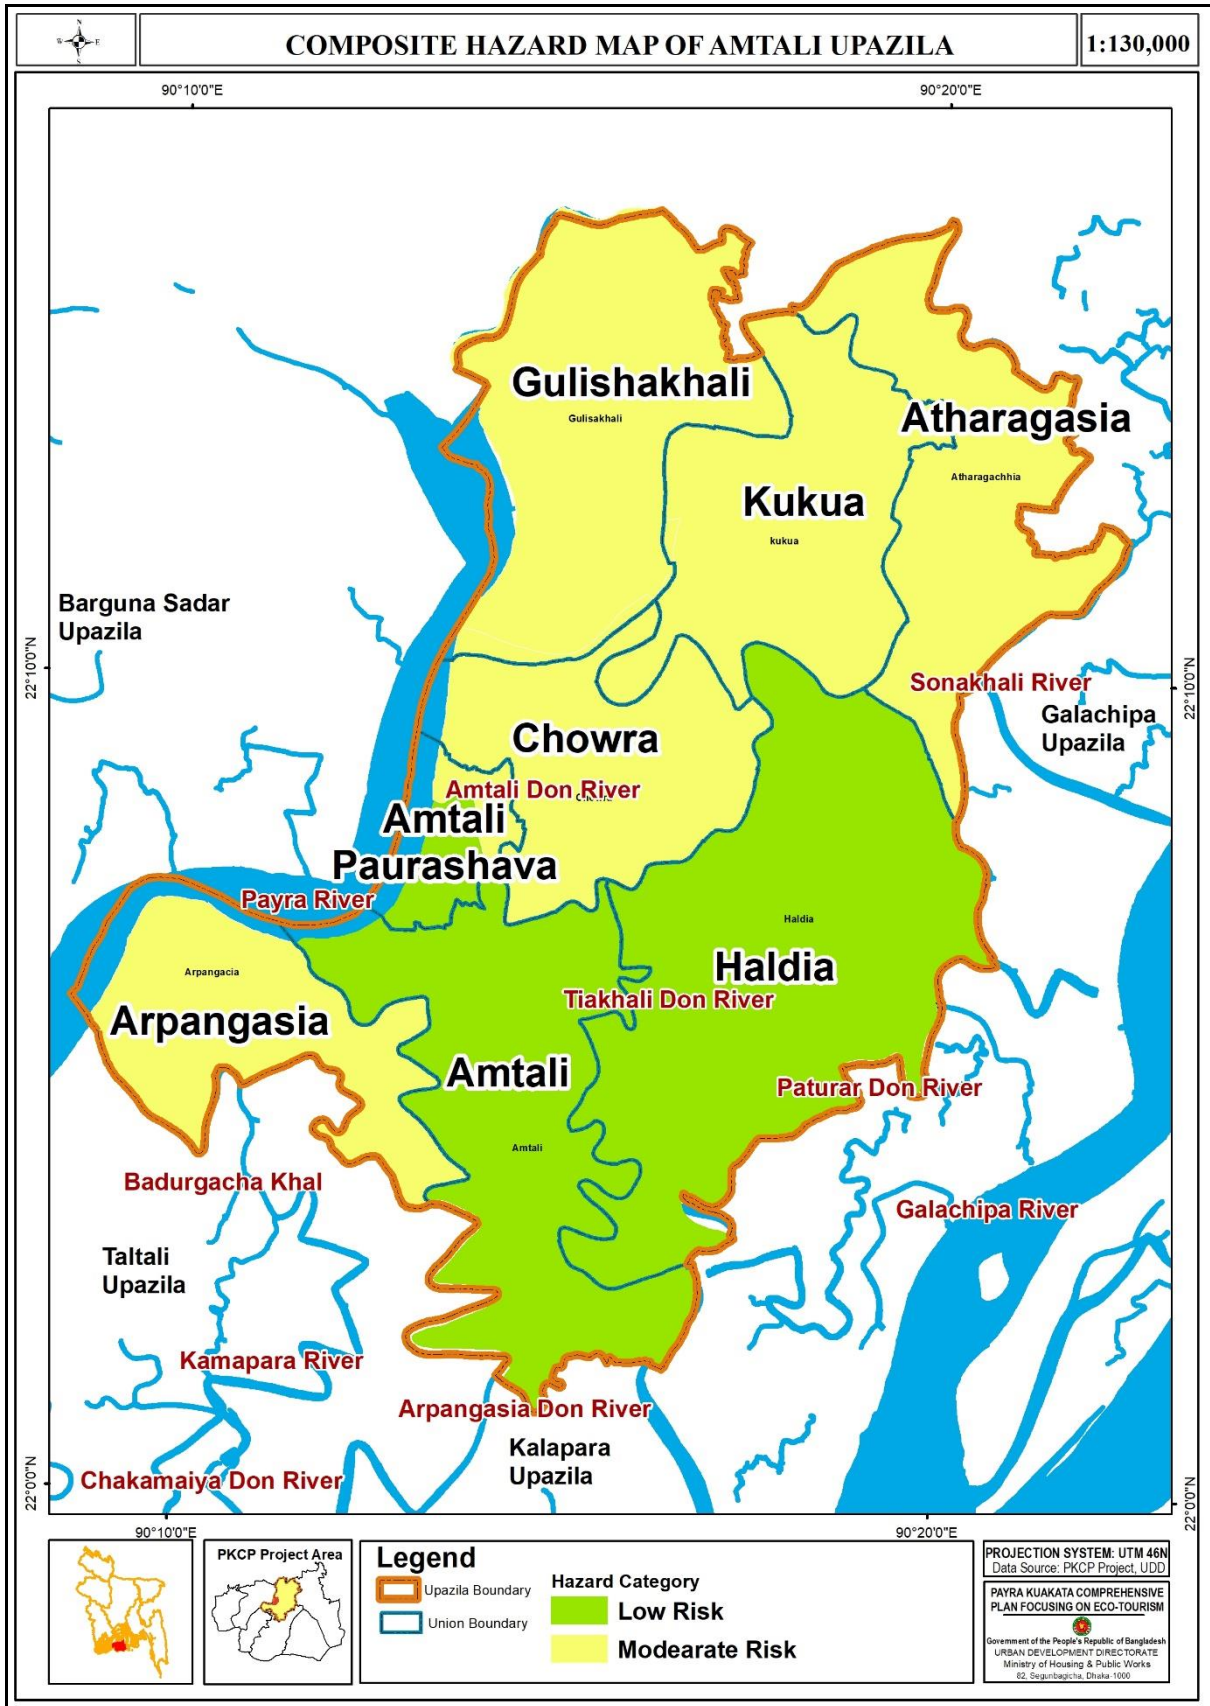 N
W E
S
COMPOSITE HAZARD MAP OF AMTALI UPAZILA
1:130,000
90°10'0"E
90°20'0"E
Gulishakhali
Gulisakhali
Atharagasia
Atharagachhia
Kukua
kukua
Barguna Sadar
Upazila
22°10'0"N
22°10'0"N
Sonakhali River
Galachipa
Upazila
Chowra
Amtali Don River
Amtali
Paurashava
Payra River
Haldia
Haldia
Arpangacia
Arpangasia
Tiakhali Don River
Amtali
Amtali
Paturar Don River
Badurgacha Khal
Galachipa River
Taltali
Upazila
Kamapara River
Arpangasia Don River
Kalapara
Upazila
Chakamaiya Don River
22°0'0"N
22°0'0"N
90°10'0"E
90°20'0"E
PKCP Project Area
Legend
Upazila Boundary
Union Boundary
Hazard Category
Low Risk
Modearate Risk
PROJECTION SYSTEM: UTM 46N
Data Source: PKCP Project, UDD
PAYRA KUAKATA COMPREHENSIVE
PLAN FOCUSING ON ECO-TOURISM
Government of the People's Republic of Bangladesh
URBAN DEVELOPMENT DIRECTORATE
Ministry of Housing & Public Works
82, Segunbagicha, Dhaka-1000